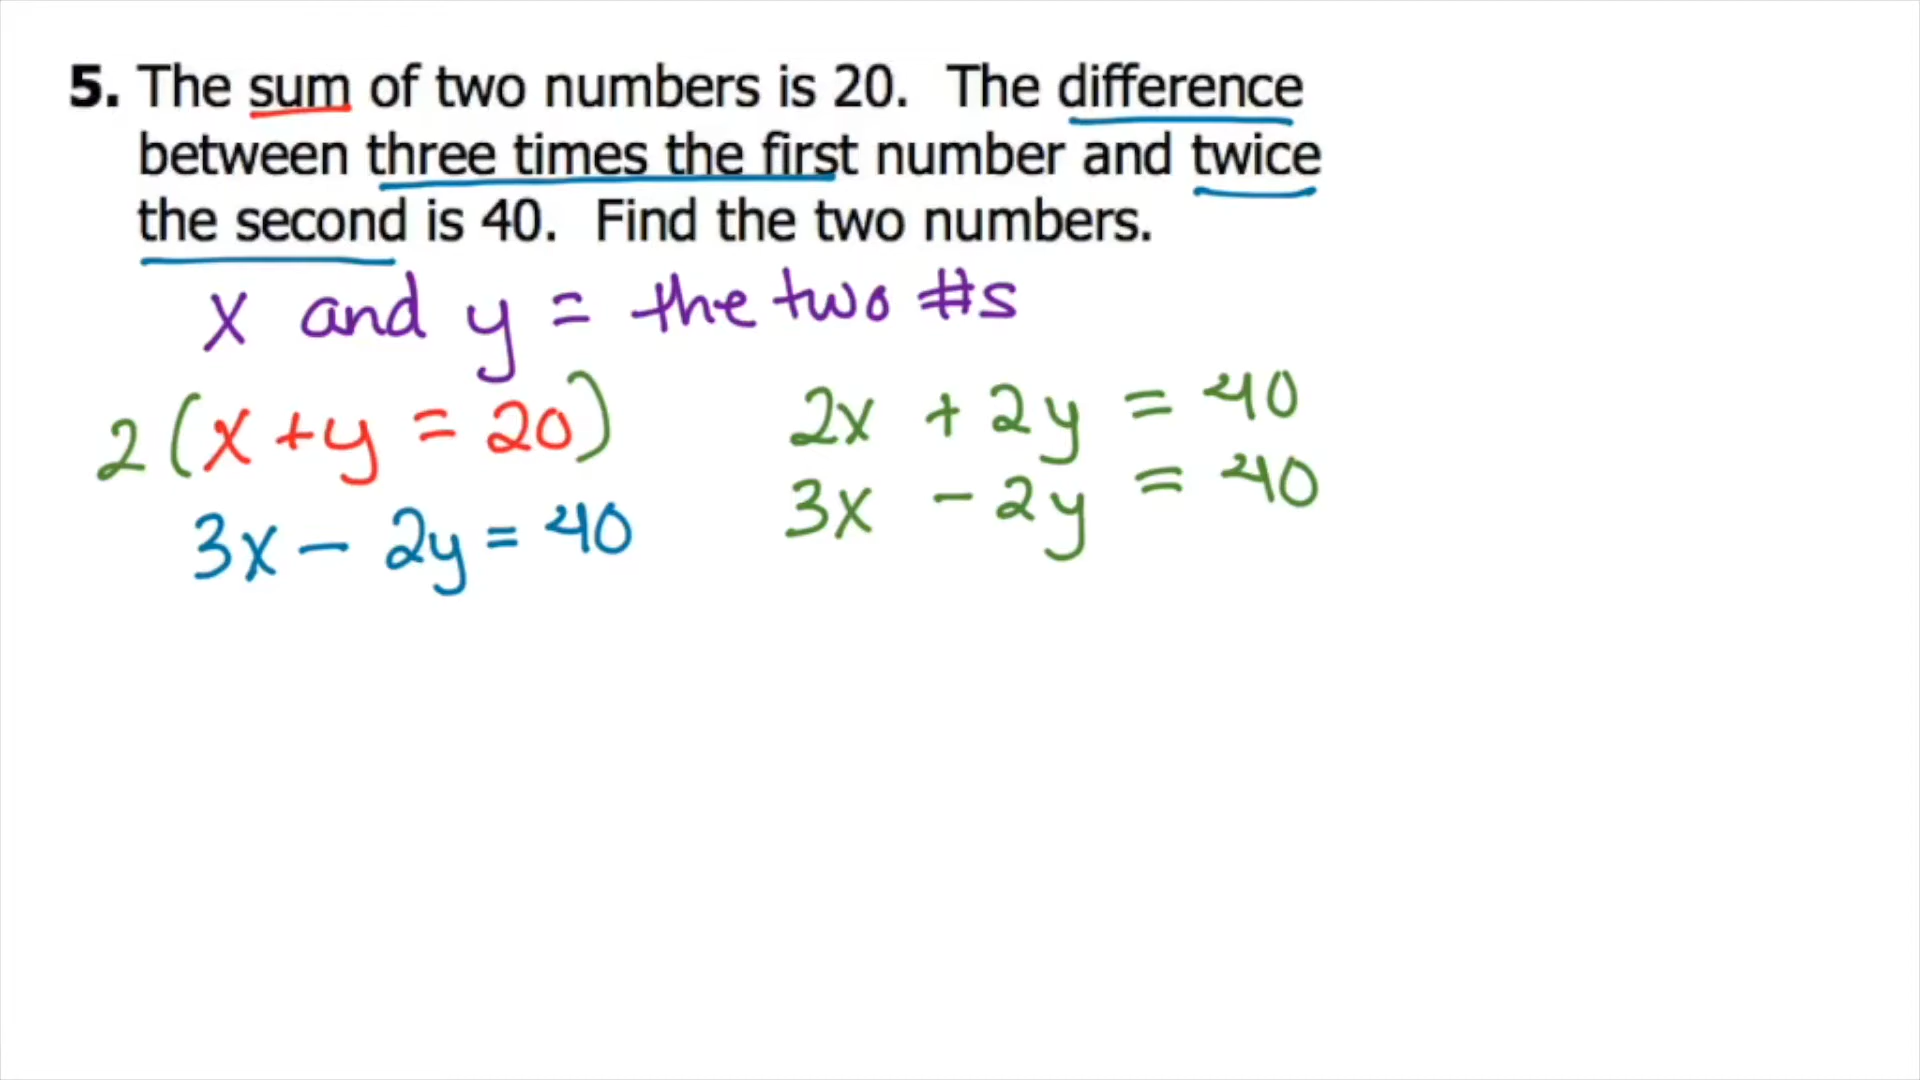 5. The sum of two numbers is 20. The difference
between three times the first number and twice
the second is 40. Find the two numbers.
x and y = the two #s
2(x+y = 20)
3x - 2y = 40
2x + 2y = 40
3x - 2y = 40